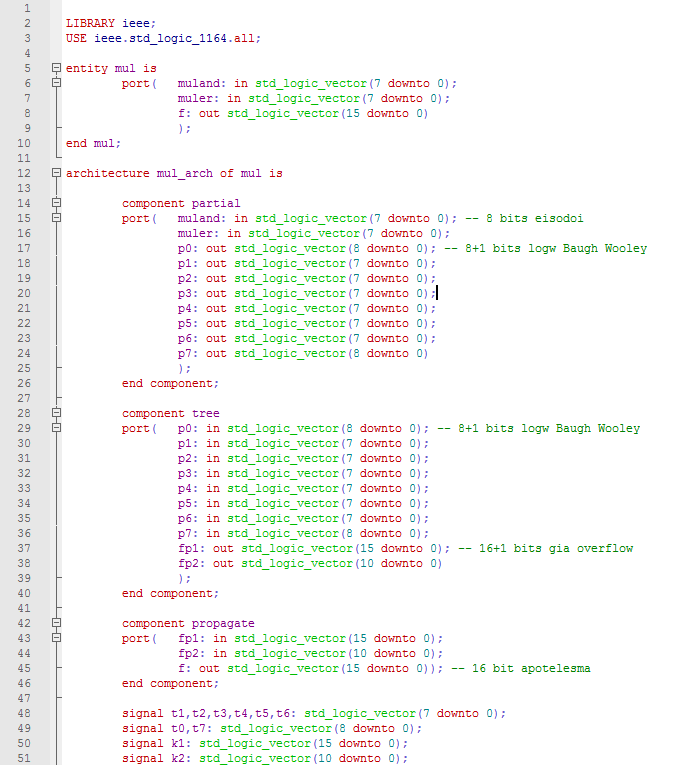 1
2 LIBRARY ieee;
3 USE ieee.std_logic_1164.all;
4
5 entity mul is
6 port( muland: in std_logic_vector(7 downto 0);
7 muler: in std_logic_vector(7 downto 0);
8 f: out std_logic_vector(15 downto 0)
9 );
10 end mul;
11
12 architecture mul_arch of mul is
13
14 component partial
15 port( muland: in std_logic_vector(7 downto 0); -- 8 bits eisodoi
16 muler: in std_logic_vector(7 downto 0);
17 p0: out std_logic_vector(8 downto 0); -- 8+1 bits logw Baugh Wooley
18 p1: out std_logic_vector(7 downto 0);
19 p2: out std_logic_vector(7 downto 0);
20 p3: out std_logic_vector(7 downto 0);
21 p4: out std_logic_vector(7 downto 0);
22 p5: out std_logic_vector(7 downto 0);
23 p6: out std_logic_vector(7 downto 0);
24 p7: out std_logic_vector(8 downto 0)
25 );
26 end component;
27
28 component tree
29 port( p0: in std_logic_vector(8 downto 0); -- 8+1 bits logw Baugh Wooley
30 p1: in std_logic_vector(7 downto 0);
31 p2: in std_logic_vector(7 downto 0);
32 p3: in std_logic_vector(7 downto 0);
33 p4: in std_logic_vector(7 downto 0);
34 p5: in std_logic_vector(7 downto 0);
35 p6: in std_logic_vector(7 downto 0);
36 p7: in std_logic_vector(8 downto 0);
37 fp1: out std_logic_vector(15 downto 0); -- 16+1 bits gia overflow
38 fp2: out std_logic_vector(10 downto 0)
39 );
40 end component;
41
42 component propagate
43 port( fp1: in std_logic_vector(15 downto 0);
44 fp2: in std_logic_vector(10 downto 0);
45 f: out std_logic_vector(15 downto 0)); -- 16 bit apotelesma
46 end component;
47
48 signal t1,t2,t3,t4,t5,t6: std_logic_vector(7 downto 0);
49 signal t0,t7: std_logic_vector(8 downto 0);
50 signal k1: std_logic_vector(15 downto 0);
51 signal k2: std_logic_vector(10 downto 0);